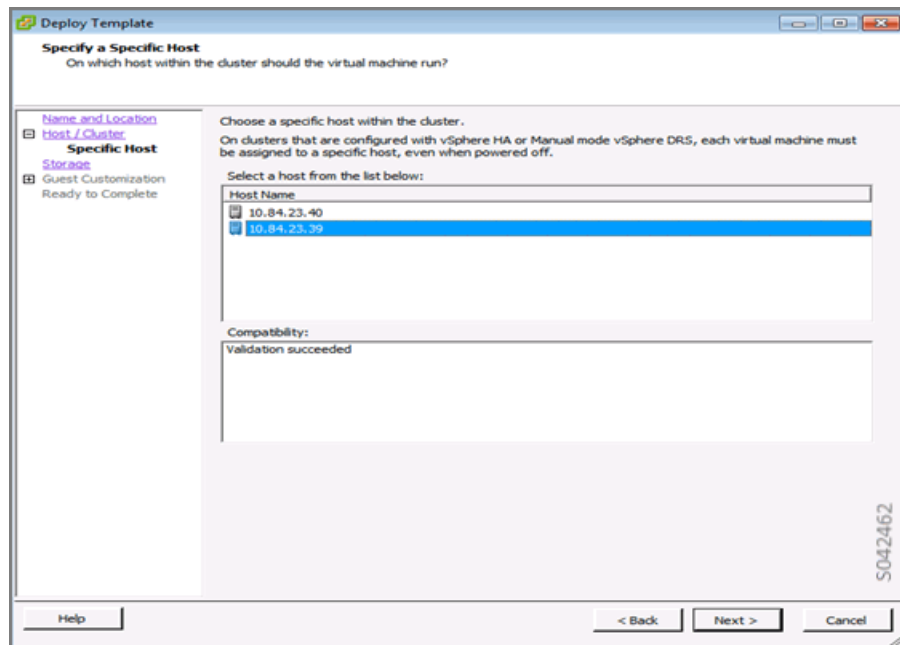 Deploy Template
Specify a Specific Host
On which host within the cluster should the virtual machine run?
Name and Location
Host / Cluster
Specific Host
Storage
Guest Customization
Ready to Complete
Choose a specific host within the cluster.
On clusters that are configured with vSphere HA or Manual mode vSphere DRS, each virtual machine must
be assigned to a specific host, even when powered off.
Select a host from the list below:
Host Name
10.84.23.40
10.84.23.39
Compatibility:
Validation succeeded
S042462
Help
< Back
Next >
Cancel